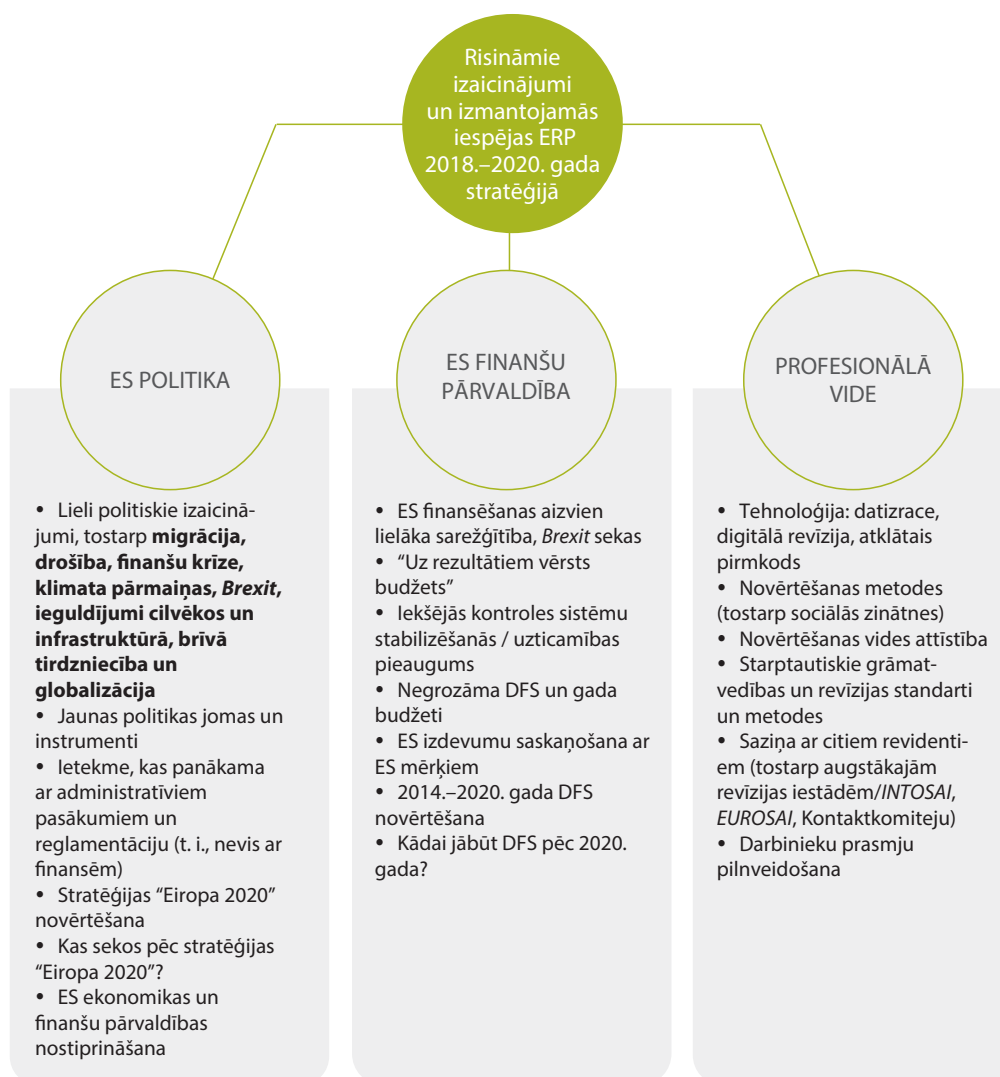 Risināmie
izaicinājumi
un izmantojamās
iespējas ERP
2018.–2020. gada
stratēģijā
ES POLITIKA
• Lieli politiskie izaicinā-
jumi, tostarp migrācija,
drošība, finanšu krīze,
klimata pārmaiņas, Brexit,
ieguldījumi cilvēkos un
infrastruktūrā, brīvā
tirdzniecība un
globalizācija
• Jaunas politikas jomas un
instrumenti
• Ietekme, kas panākama
ar administratīviem
pasākumiem un
reglamentāciju (t. i., nevis ar
finansēm)
• Stratēģijas “Eiropa 2020”
novērtēšana
• Kas sekos pēc stratēģijas
“Eiropa 2020”?
• ES ekonomikas un
finanšu pārvaldības
nostiprināšana
ES FINANŠU
PĀRVALDĪBA
• ES finansēšanas aizvien
lielāka sarežģītība, Brexit sekas
• “Uz rezultātiem vērsts
budžets”
• Iekšējās kontroles sistēmu
stabilizēšanās / uzticamības
pieaugums
• Negrozāma DFS un gada
budžeti
• ES izdevumu saskaņošana ar
ES mērķiem
• 2014.–2020. gada DFS
novērtēšana
• Kādai jābūt DFS pēc 2020.
gada?
PROFESIONĀLĀ
VIDE
• Tehnoloģija: datizrace,
digitālā revīzija, atklātais
pirmkods
• Novērtēšanas metodes
(tostarp sociālās zinātnes)
• Novērtēšanas vides attīstība
• Starptautiskie grāmat-
vedības un revīzijas standarti
un metodes
• Saziņa ar citiem revidenti-
em (tostarp augstākajām
revīzijas iestādēm/INTOSAI,
EUROSAI, Kontaktkomiteju)
• Darbinieku prasmju
pilnveidošana